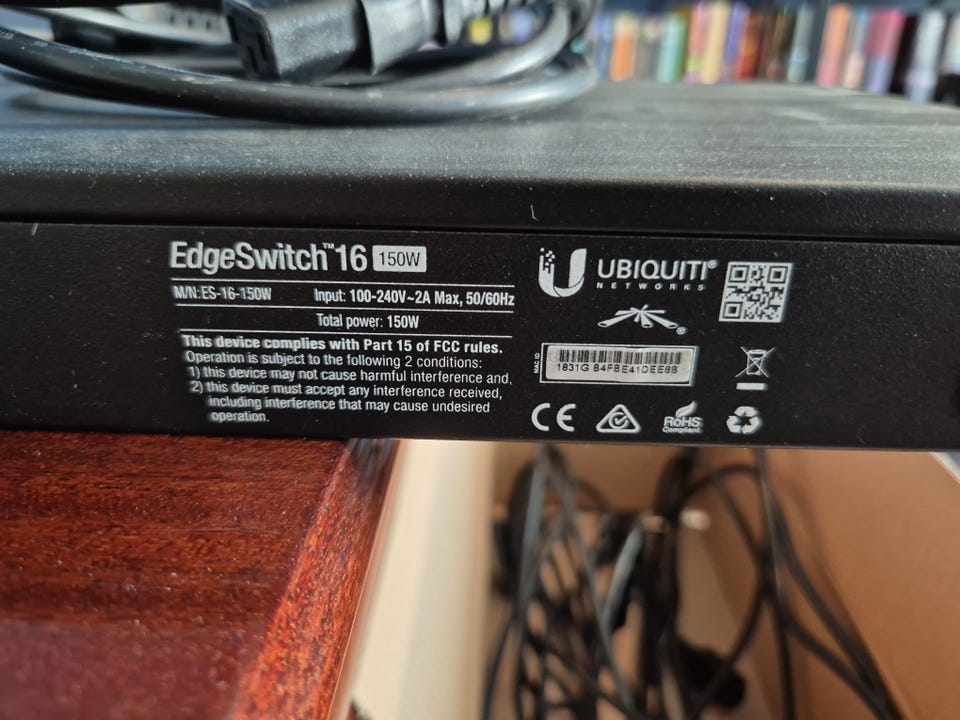 EdgeSwitch™16 150W
M/N:ES-16-150W Input: 100-240V~2A Max, 50/60Hz
Total power: 150W
This device complies with Part 15 of FCC rules.
Operation is subject to the following 2 conditions:
1) this device may not cause harmful interference and,
2) this device must accept any interference received,
including interference that may cause undesired
operation.
U
UBIQUITI®
NETWORKS
®
MAC ID
1831G B4FBE41DEE8B
CE
RoHS
Compliant